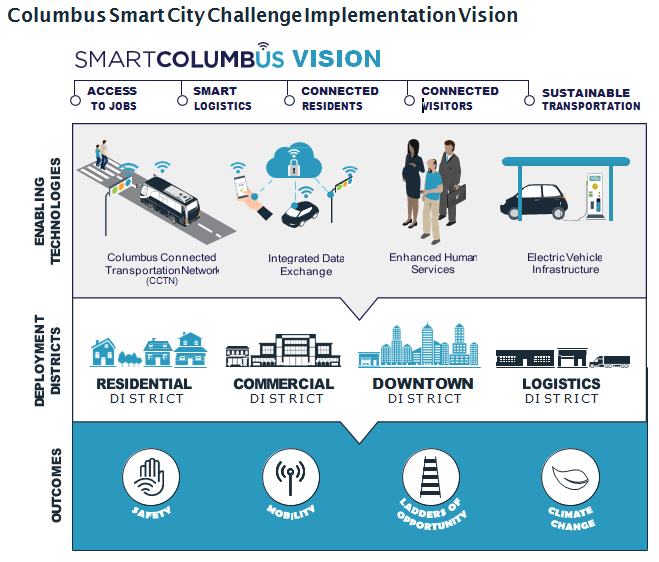 Columbus Smart City Challenge Implementation Vision
SMARTCOLUMBUS VISION
ACCESS
TO JOBS
SMART
LOGISTICS
CONNECTED
RESIDENTS
CONNECTED
VISITORS
SUSTAINABLE
TRANSPORTATION
ENABLING
TECHNOLOGIES
Columbus Connected
Transportation Network
(CCTN)
Integrated Data
Exchange
Enhanced Human
Services
Electric Vehicle
Infrastructure
DEPLOYMENT
DISTRICTS
RESIDENTIAL
DISTRICT
COMMERCIAL
DISTRICT
DOWNTOWN
DISTRICT
LOGISTICS
DISTRICT
OUTCOMES
SAFETY
MOBILITY
LADDERS OF
OPPORTUNITY
CLIMATE
CHANGE